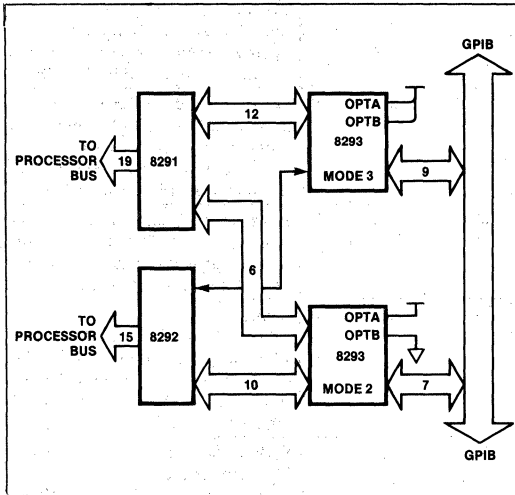 GPIB
12
OPTA
OPTB
8293
MODE 3
TO
PROCESSOR
BUS
19
8291
9
6
TO
PROCESSOR
BUS
15
8292
OPTA
OPTB
8293
MODE 2
10
7
GPIB